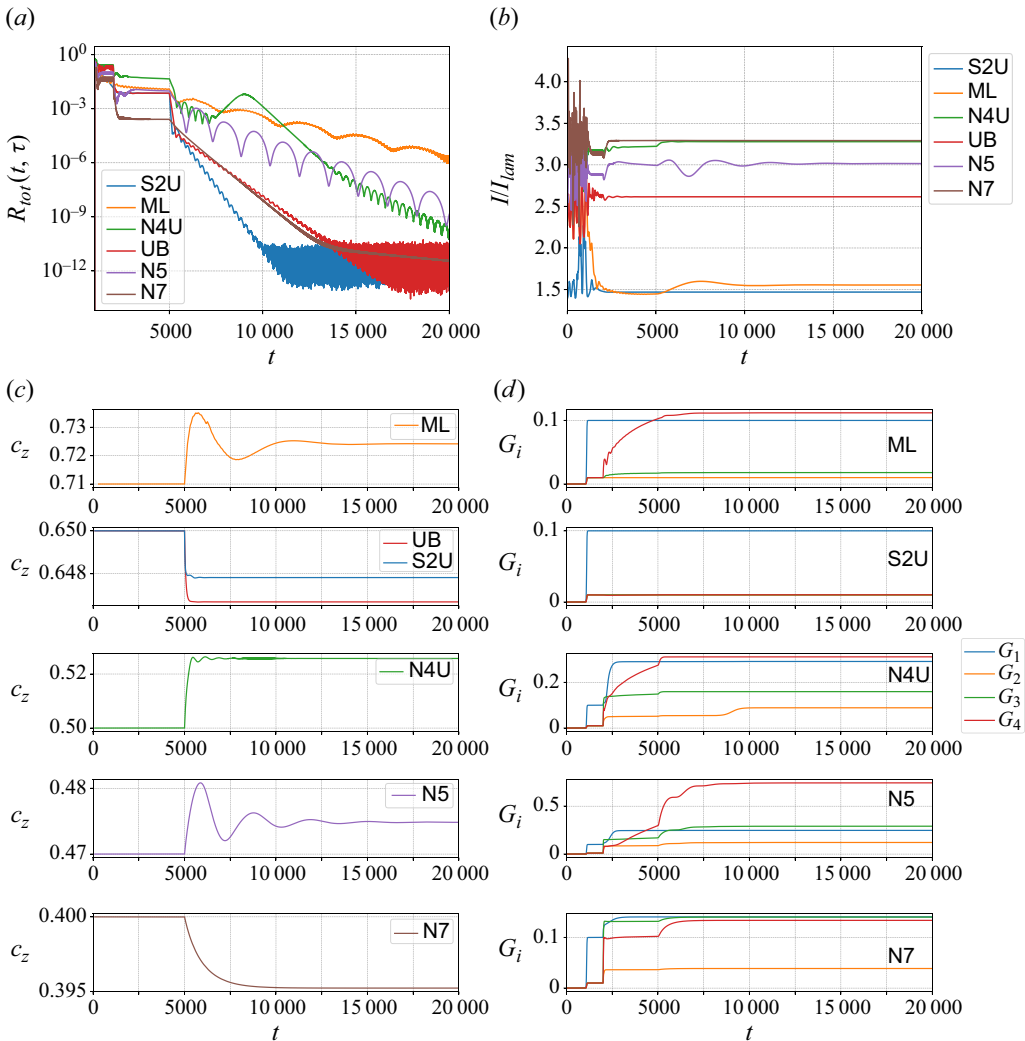 (a)
(b)
10⁰
10⁻³
10⁻⁶
10⁻⁹
10⁻¹²
R_tot(t, τ)
S2U
ML
N4U
UB
N5
N7
5000 10 000 15 000 20 000
t
4.0
3.5
3.0
2.5
2.0
1.5
I/I_lam
0 5000 10 000 15 000 20 000
t
S2U
ML
N4U
UB
N5
N7
(c)
(d)
c_z
0.73
0.72
0.71
ML
0 5000 10 000 15 000 20 000
G_i
0.1
0
ML
0 5000 10 000 15 000 20 000
c_z
0.650
0.648
UB
S2U
0 5000 10 000 15 000 20 000
G_i
0.1
0
S2U
0 5000 10 000 15 000 20 000
c_z
0.52
0.50
N4U
0 5000 10 000 15 000 20 000
G_i
0.2
0
N4U
0 5000 10 000 15 000 20 000
G₁
G₂
G₃
G₄
c_z
0.48
0.47
N5
0 5000 10 000 15 000 20 000
G_i
0.5
0
N5
0 5000 10 000 15 000 20 000
c_z
0.400
0.395
N7
0 5000 10 000 15 000 20 000
t
G_i
0.1
0
N7
0 5000 10 000 15 000 20 000
t